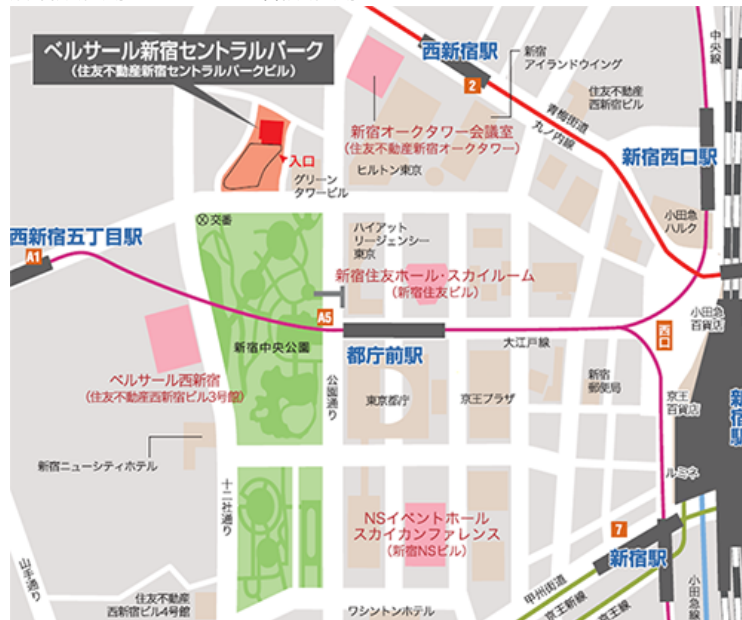 ベルサール新宿セントラルパーク
(住友不動産新宿セントラルパークビル)
西新宿駅
2
新宿
アイランドウイング
中央線
住友不動産
西新宿ビル
青梅街道
丸ノ内線
新宿オークタワー会議室
(住友不動産新宿オークタワー)
新宿西口駅
入口
グリーン
タワービル
ヒルトン東京
交番
小田急
ハルク
西新宿五丁目駅
A1
ハイアット
リージェンシー
東京
新宿住友ホール・スカイルーム
(新宿住友ビル)
A5
小田急
百貨店
西口
新宿中央公園
都庁前駅
大江戸線
ベルサール西新宿
(住友不動産西新宿ビル3号館)
公園通り
東京都庁
京王プラザ
新宿
郵便局
京王
百貨店
新宿駅
新宿ニューシティホテル
ルミネ
十二社通り
NSイベントホール
スカイカンファレンス
(新宿NSビル)
7
新宿駅
山手通り
甲州街道
京王新線
京王線
小田急線
住友不動産
西新宿ビル4号館
ワシントンホテル